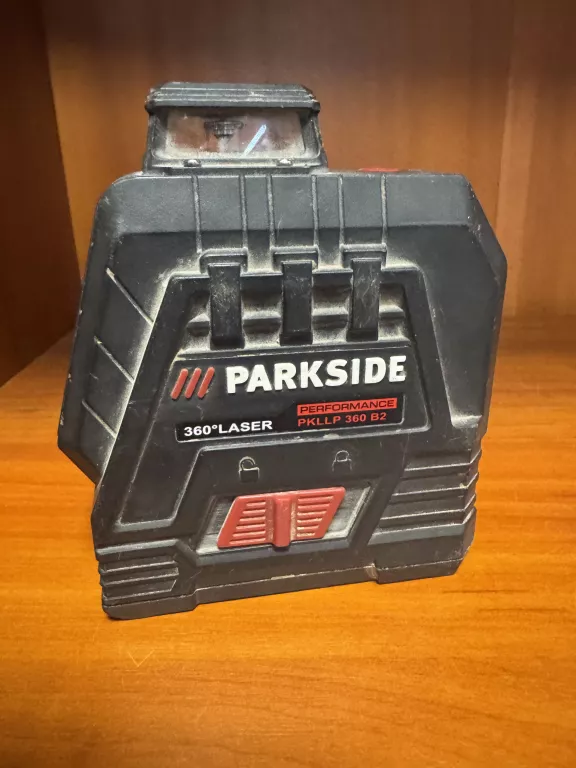 PARKSIDE
PERFORMANCE
360°LASER PKLLP 360 B2